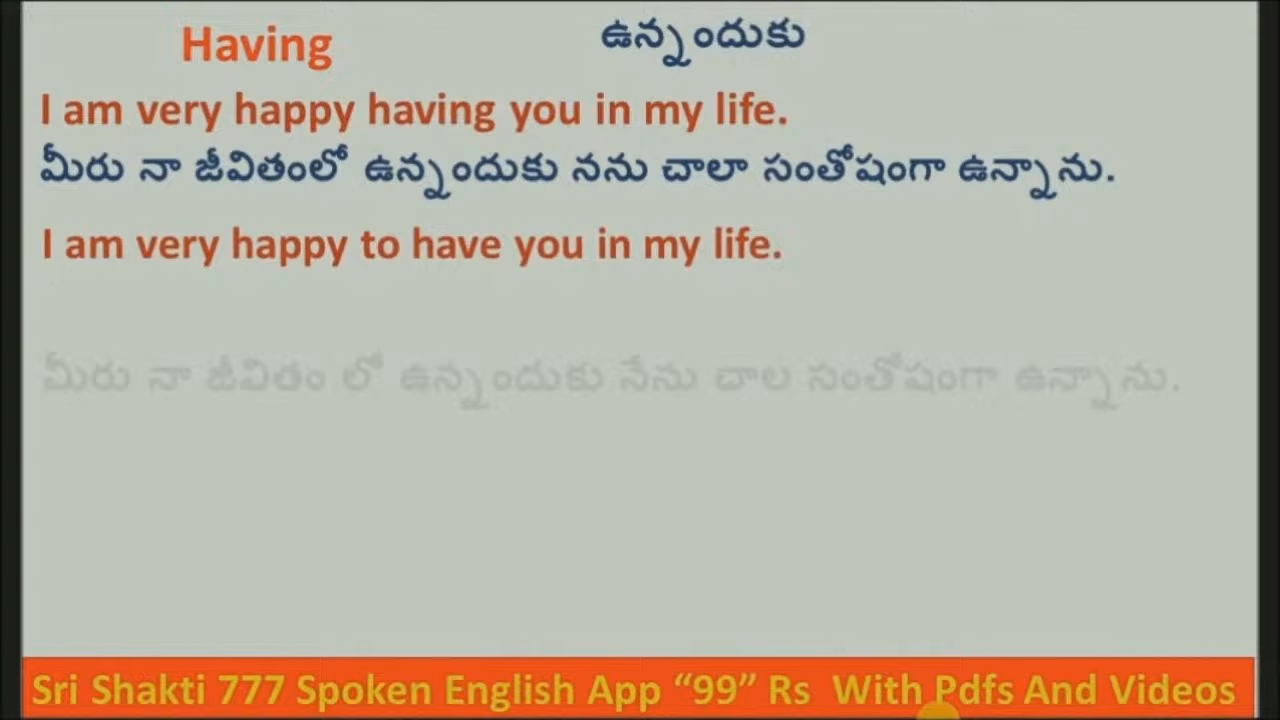 Having ఉన్నందుకు
I am very happy having you in my life.
మీరు నా జీవితంలో ఉన్నందుకు నను చాలా సంతోషంగా ఉన్నాను.
I am very happy to have you in my life.
మీరు నా జీవితం లో ఉన్నందుకు నేను చాల సంతోషంగా ఉన్నాను.
Sri Shakti 777 Spoken English App “99” Rs With Pdfs And Videos